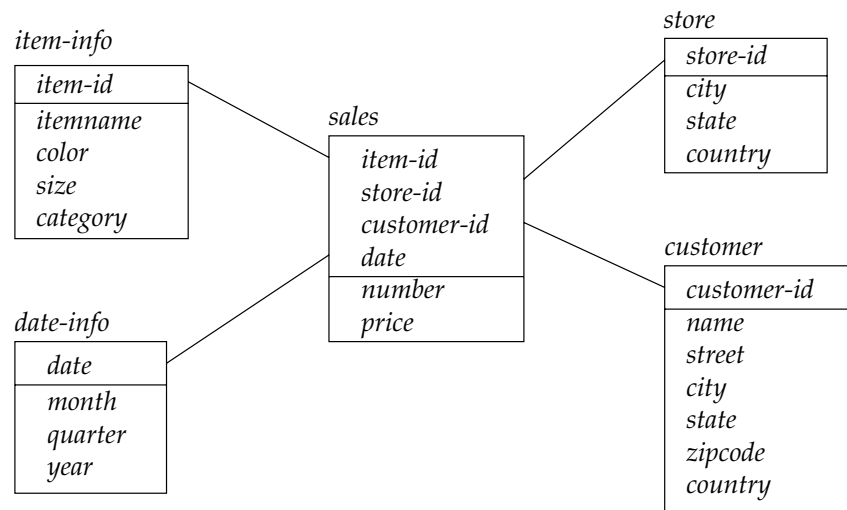 item-info
item-id
itemname
color
size
category
date-info
date
month
quarter
year
sales
item-id
store-id
customer-id
date
number
price
store
store-id
city
state
country
customer
customer-id
name
street
city
state
zipcode
country